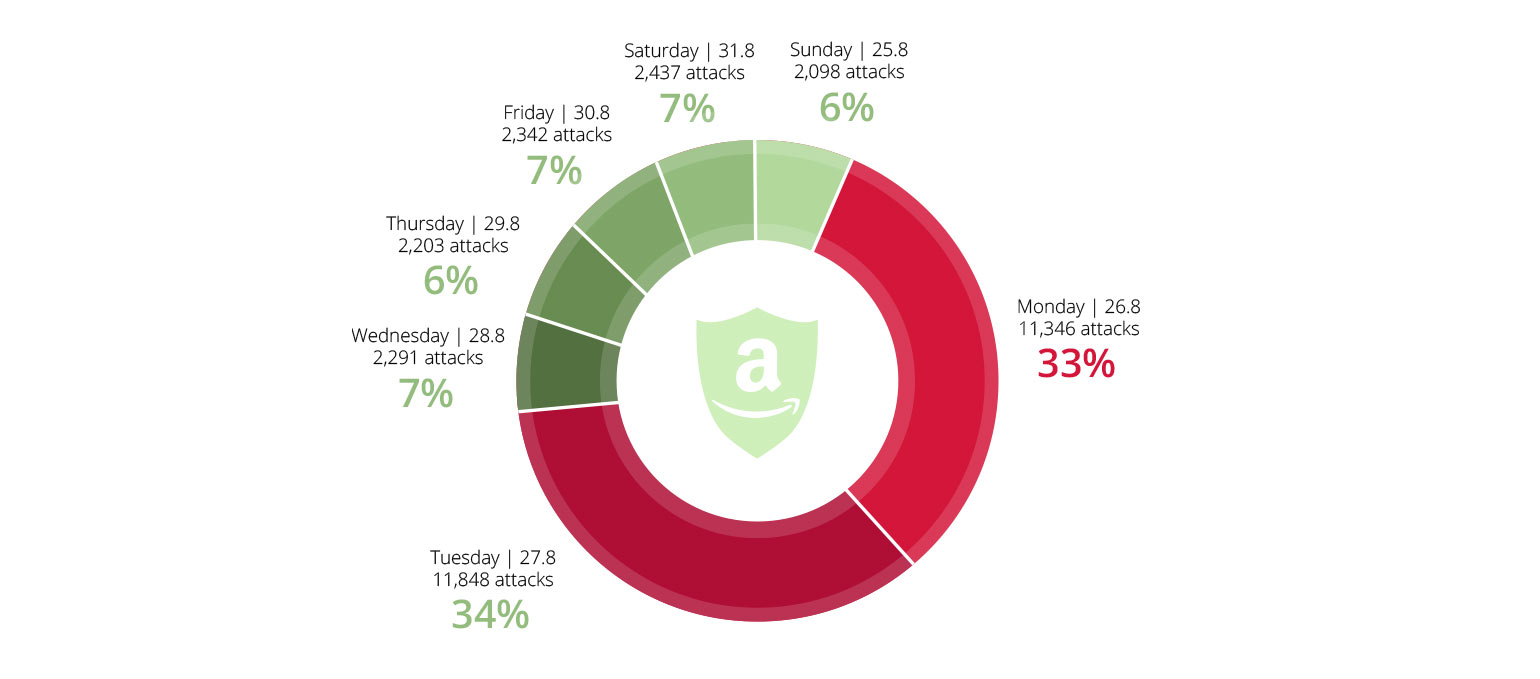 Saturday | 31.8
2,437 attacks
7%
Sunday | 25.8
2,098 attacks
6%
Friday | 30.8
2,342 attacks
7%
Thursday | 29.8
2,203 attacks
6%
Monday | 26.8
11,346 attacks
33%
Wednesday | 28.8
2,291 attacks
7%
a
Tuesday | 27.8
11,848 attacks
34%